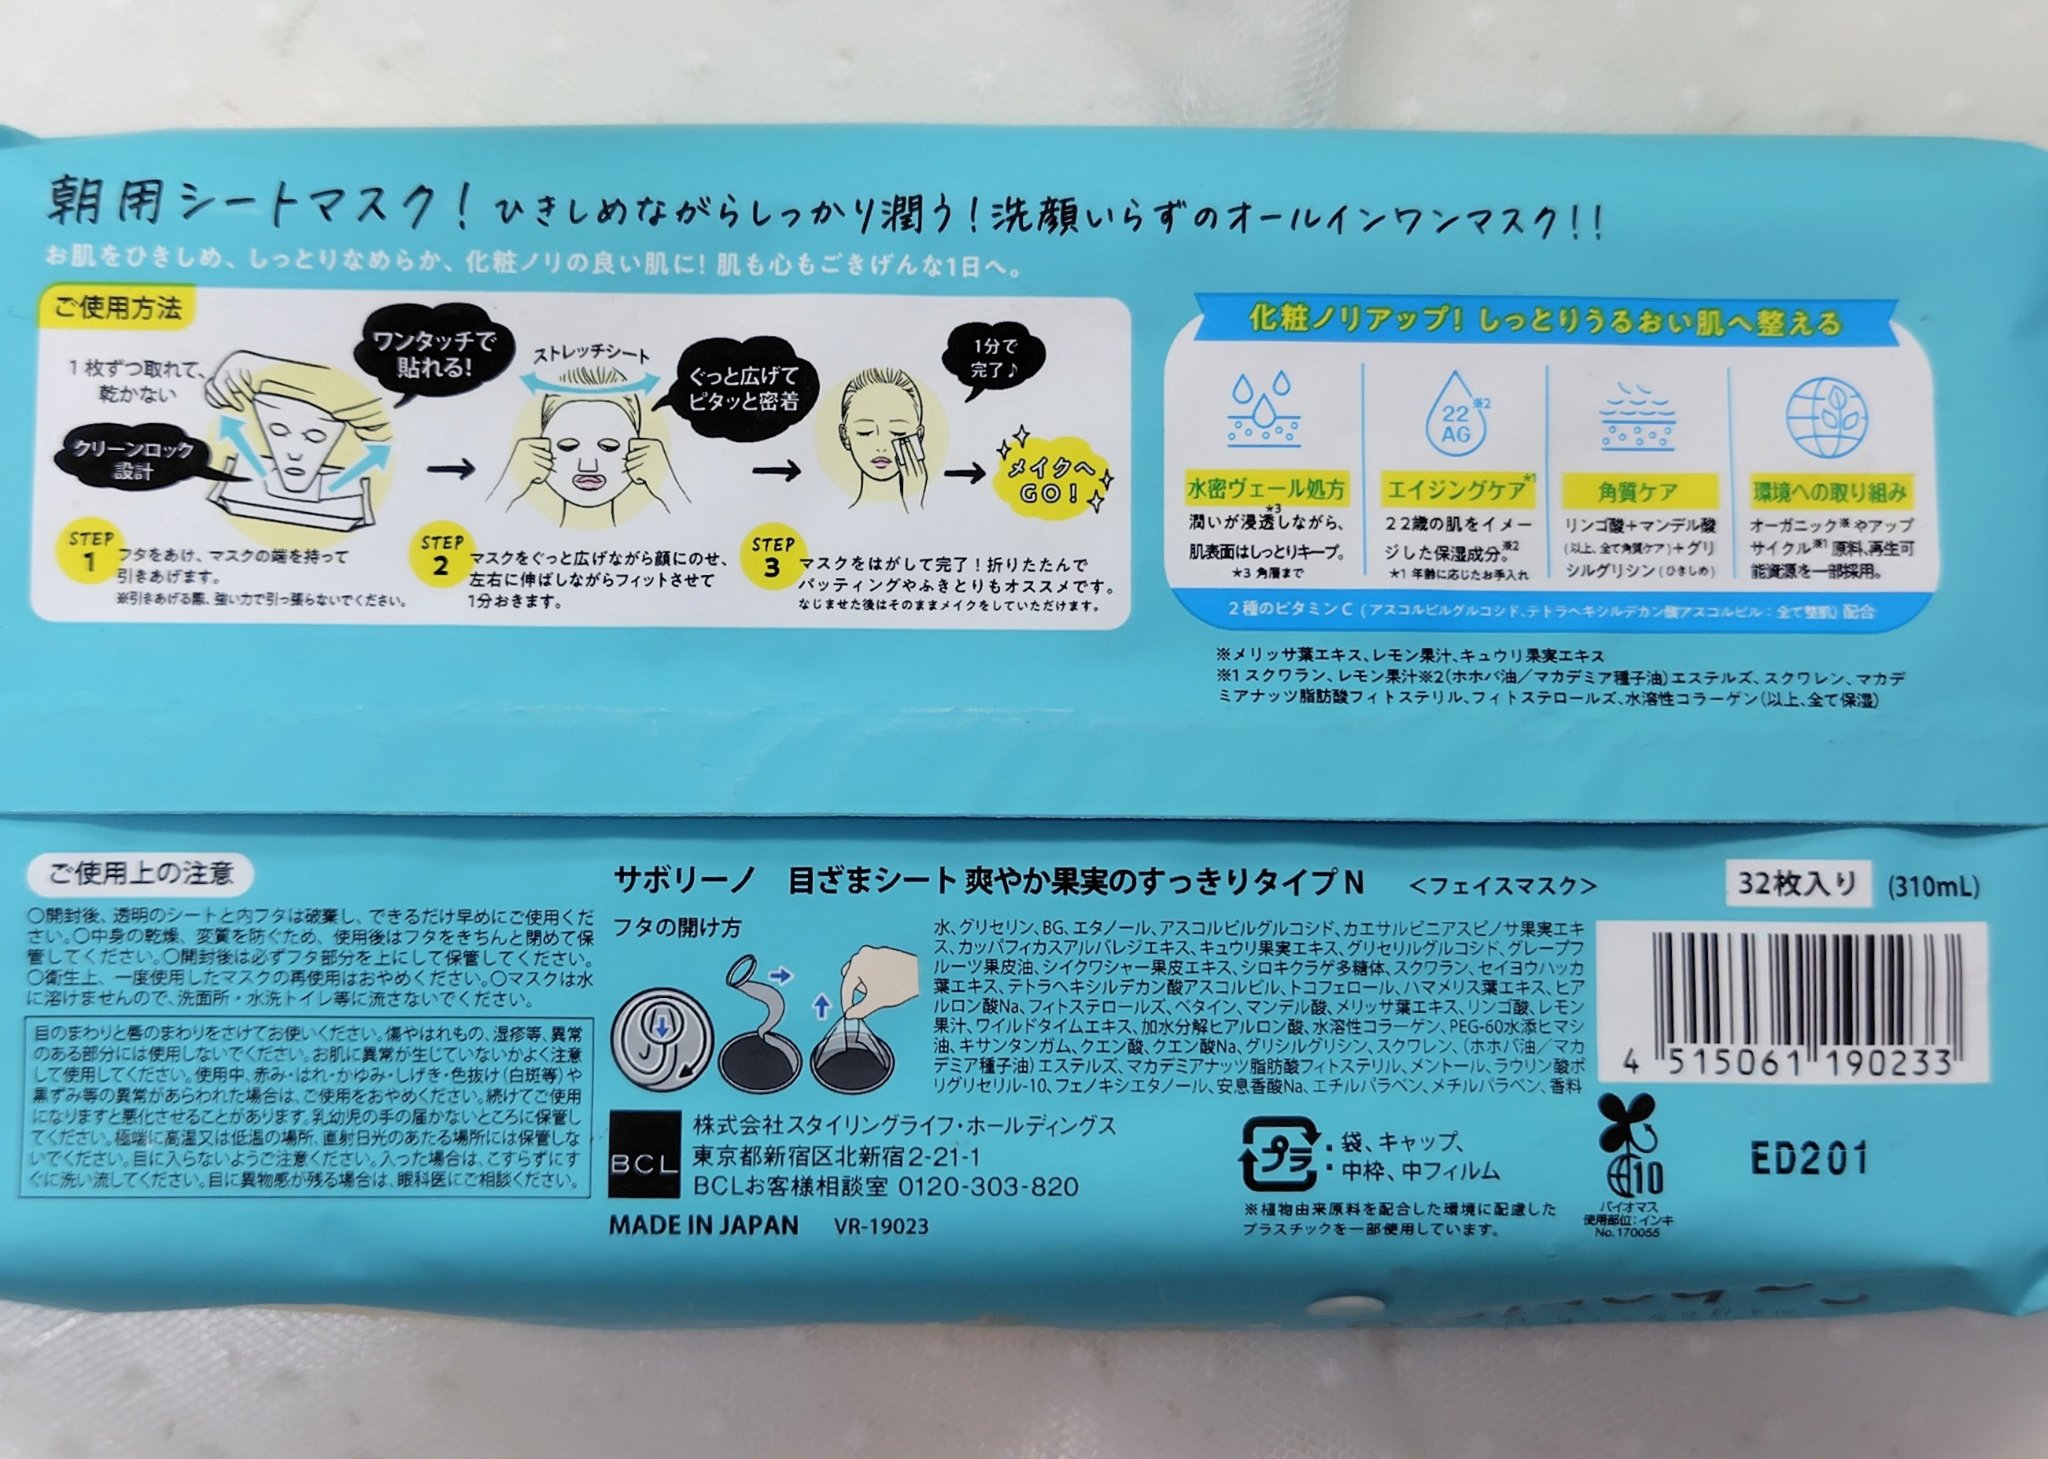 朝用シートマスク！ひきしめながらしっかり潤う！洗顔いらずのオールインワンマスク！！
お肌をひきしめ、しっとりなめらか、化粧ノリの良い肌に！肌も心もごきげんな1日へ。
ご使用方法
1枚ずつ取れて、
乾かない
クリーンロック
設計
ワンタッチで
貼れる！
ストレッチシート
ぐっと広げて
ピタッと密着
1分で
完了♪
メイクへ
GO！
STEP
1
フタをあけ、マスクの端を持って
引きあげます。
※引きあげる際、強い力で引っ張らないでください。
STEP
2
マスクをぐっと広げながら顔にのせ、
左右に伸ばしながらフィットさせて
1分おきます。
STEP
3
マスクをはがして完了！折りたたんで
パッティングやふきとりもオススメです。
なじませた後はそのままメイクをしていただけます。
化粧ノリアップ！しっとりうるおい肌へ整える
水密ヴェール処方
潤いが浸透*3しながら、
肌表面はしっとりキープ。
*3 角層まで
22※2
AG
エイジングケア*1
22歳の肌をイメー
ジした保湿成分。※2
*1 年齢に応じたお手入れ
角質ケア
リンゴ酸＋マンデル酸
(以上、全て角質ケア)＋グリ
シルグリシン(ひきしめ)
環境への取り組み
オーガニック※やアップ
サイクル※1原料、再生可
能資源を一部採用。
2種のビタミンC (アスコルビルグルコシド、テトラヘキシルデカン酸アスコルビル：全て整肌) 配合
※メリッサ葉エキス、レモン果汁、キュウリ果実エキス
※1スクワラン、レモン果汁※2(ホホバ油／マカデミア種子油)エステルズ、スクワレン、マカデ
ミアナッツ脂肪酸フィトステリル、フィトステロールズ、水溶性コラーゲン(以上、全て保湿)
ご使用上の注意
○開封後、透明のシートと内フタは破棄し、できるだけ早めにご使用くだ
さい。○中身の乾燥、変質を防ぐため、使用後はフタをきちんと閉めて保
管してください。○開封後は必ずフタ部分を上にして保管してください。
○衛生上、一度使用したマスクの再使用はおやめください。○マスクは水
に溶けませんので、洗面所・水洗トイレ等に流さないでください。
目のまわりと唇のまわりをさけてお使いください。傷やはれもの、湿疹等、異常
のある部分には使用しないでください。お肌に異常が生じていないかよく注意
して使用してください。使用中、赤み・はれ・かゆみ・しげき・色抜け(白斑等)や
黒ずみ等の異常があらわれた場合は、ご使用をおやめください。続けてご使用
になりますと悪化させることがあります。乳幼児の手の届かないところに保管し
てください。極端に高温又は低温の場所、直射日光のあたる場所には保管しな
いでください。目に入らないようご注意ください。入った場合は、こすらずにす
ぐに洗い流してください。目に異物感が残る場合は、眼科医にご相談ください。
サボリーノ　目ざまシート 爽やか果実のすっきりタイプN　＜フェイスマスク＞
32枚入り (310mL)
フタの開け方
水、グリセリン、BG、エタノール、アスコルビルグルコシド、カエサルピニアスピノサ果実エキ
ス、カッパフィカスアルバレジエキス、キュウリ果実エキス、グリセリルグルコシド、グレープフ
ルーツ果皮油、シイクワシャー果皮エキス、シロキクラゲ多糖体、スクワラン、セイヨウハッカ
葉エキス、テトラヘキシルデカン酸アスコルビル、トコフェロール、ハマメリス葉エキス、ヒア
ルロン酸Na、フィトステロールズ、ベタイン、マンデル酸、メリッサ葉エキス、リンゴ酸、レモン
果汁、ワイルドタイムエキス、加水分解ヒアルロン酸、水溶性コラーゲン、PEG-60水添ヒマシ
油、キサンタンガム、クエン酸、クエン酸Na、グリシルグリシン、スクワレン、(ホホバ油／マカ
デミア種子油)エステルズ、マカデミアナッツ脂肪酸フィトステリル、メントール、ラウリン酸ポ
リグリセリル-10、フェノキシエタノール、安息香酸Na、エチルパラベン、メチルパラベン、香料
4 515061 190233
BCL
株式会社スタイリングライフ・ホールディングス
東京都新宿区北新宿2-21-1
BCLお客様相談室 0120-303-820
MADE IN JAPAN　VR-19023
プラ：袋、キャップ、
中枠、中フィルム
※植物由来原料を配合した環境に配慮した
プラスチックを一部使用しています。
10
バイオマス
使用部位：インキ
No.170055
ED201